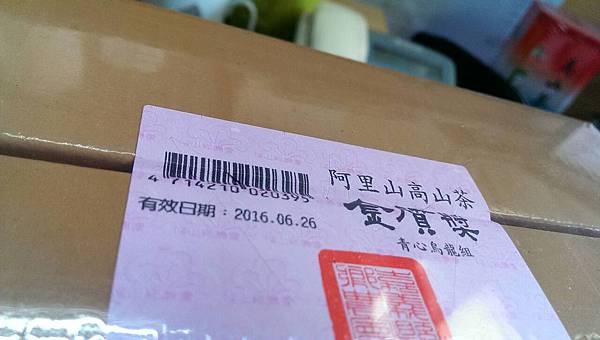 阿里山高山茶
金頂獎
青心烏龍組
4 714210 020395
有效日期：2016.06.26